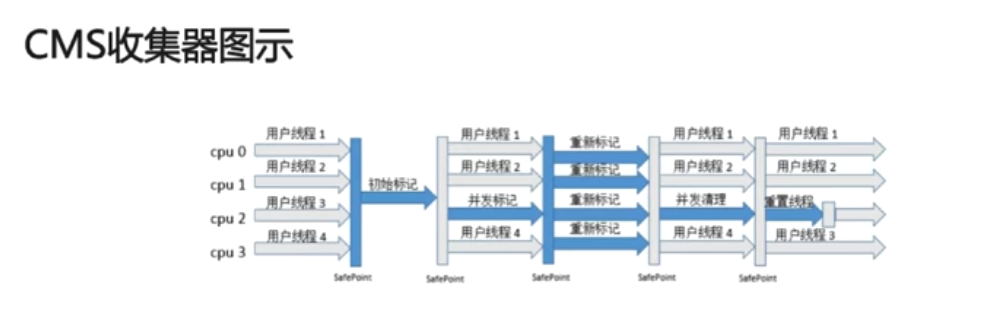 CMS收集器图示
用户线程 1 用户线程 1 重新标记 用户线程 1 用户线程 1
cpu 0
用户线程 2 用户线程 2 重新标记 用户线程 2 用户线程 2
cpu 1 初始标记
用户线程 3 并发标记 重新标记 并发清理 重置线程
cpu 2
用户线程 4 用户线程 4 重新标记 用户线程 4 用户线程 3
cpu 3
SafePoint SafePoint SafePoint SafePoint SafePoint